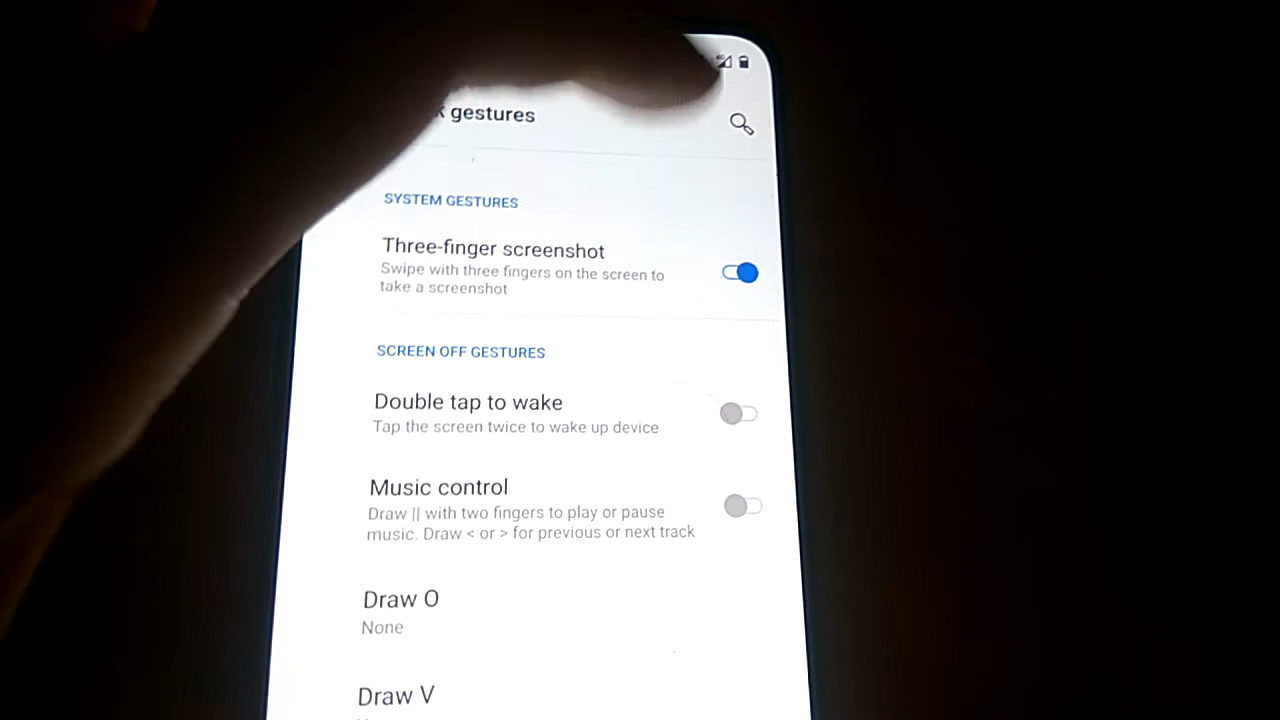 gestures
SYSTEM GESTURES
Three-finger screenshot
Swipe with three fingers on the screen to
take a screenshot
SCREEN OFF GESTURES
Double tap to wake
Tap the screen twice to wake up device
Music control
Draw || with two fingers to play or pause
music. Draw < or > for previous or next track
Draw O
None
Draw V